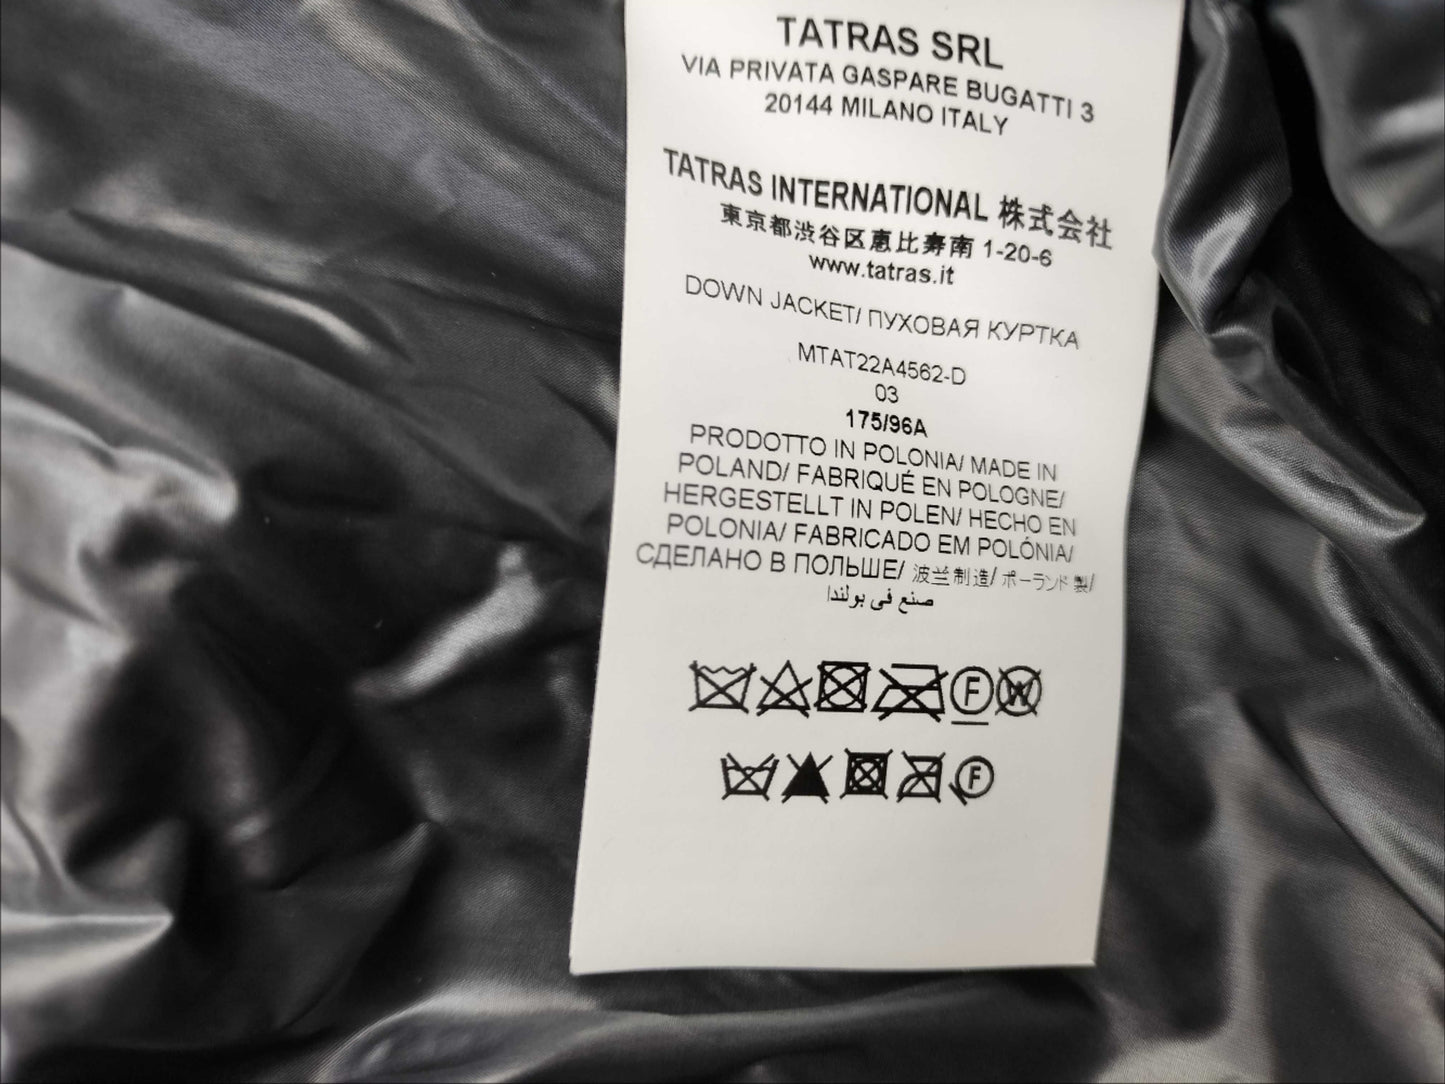 TATRAS SRL
VIA PRIVATA GASPARE BUGATTI 3
20144 MILANO ITALY
TATRAS INTERNATIONAL 株式会社
東京都渋谷区恵比寿南 1-20-6
www.tatras.it
DOWN JACKET/ ПУХОВАЯ КУРТКА
MTAT22A4562-D
03
175/96A
PRODOTTO IN POLONIA/ MADE IN
POLAND/ FABRIQUÉ EN POLOGNE/
HERGESTELLT IN POLEN/ HECHO EN
POLONIA/ FABRICADO EM POLÓNIA/
СДЕЛАНО В ПОЛЬШЕ/ 波兰制造/ ポーランド 製/
صنع في بولندا
F W
F